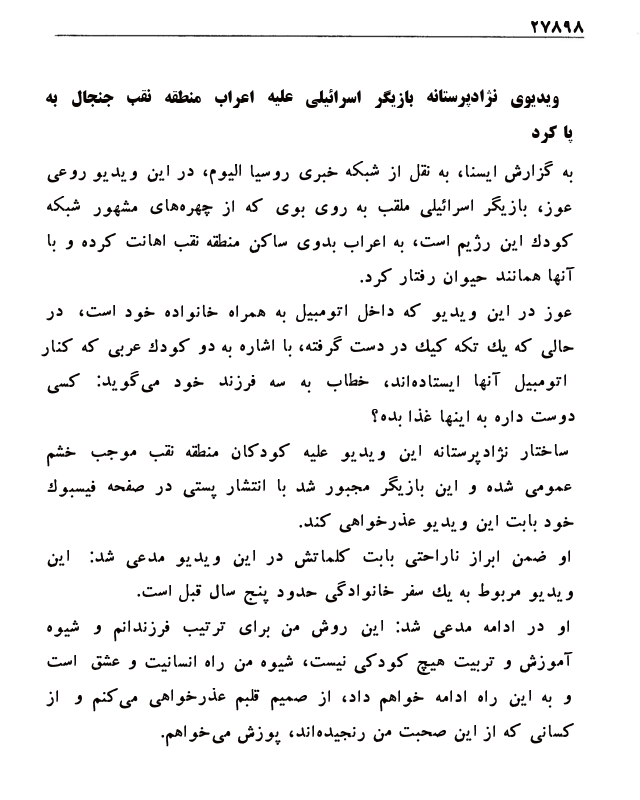 ۲۷۸۹۸
ویدیوی نژادپرستانه بازیگر اسرائیلی علیه اعراب منطقه نقب جنجال به
پا کرد
به گزارش ایسنا، به نقل از شبکه خبری روسیا الیوم، در این ویدیو روعی
عوز، بازیگر اسرائیلی ملقب به روی بوی که از چهره‌های مشهور شبکه
کودك این رژیم است، به اعراب بدوی ساکن منطقه نقب اهانت کرده و با
آنها همانند حیوان رفتار کرد.
عوز در این ویدیو که داخل اتومبیل به همراه خانواده خود است، در
حالی که یك تکه کیك در دست گرفته، با اشاره به دو کودك عربی که کنار
اتومبیل آنها ایستاده‌اند، خطاب به سه فرزند خود می‌گوید: کسی
دوست داره به اینها غذا بده؟
ساختار نژادپرستانه این ویدیو علیه کودکان منطقه نقب موجب خشم
عمومی شده و این بازیگر مجبور شد با انتشار پستی در صفحه فیسبوك
خود بابت این ویدیو عذرخواهی کند.
او ضمن ابراز ناراحتی بابت کلماتش در این ویدیو مدعی شد: این
ویدیو مربوط به یك سفر خانوادگی حدود پنج سال قبل است.
او در ادامه مدعی شد: این روش من برای ترتیب فرزندانم و شیوه
آموزش و تربیت هیچ کودکی نیست، شیوه من راه انسانیت و عشق است
و به این راه ادامه خواهم داد، از صمیم قلبم عذرخواهی می‌کنم و از
کسانی که از این صحبت من رنجیده‌اند، پوزش می‌خواهم.